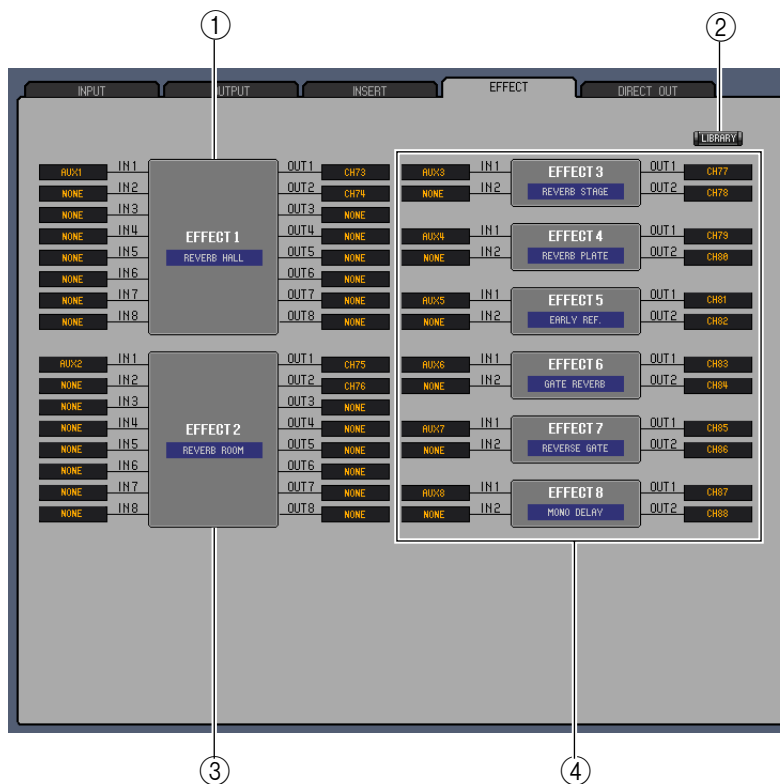 ① ②
INPUT OUTPUT INSERT EFFECT DIRECT OUT
LIBRARY
AUX1 IN1 OUT1 CH73
NONE IN2 OUT2 CH74
NONE IN3 OUT3 NONE
NONE IN4 EFFECT 1 OUT4 NONE
NONE IN5 REVERB HALL OUT5 NONE
NONE IN6 OUT6 NONE
NONE IN7 OUT7 NONE
NONE IN8 OUT8 NONE
AUX2 IN1 OUT1 CH75
NONE IN2 OUT2 CH76
NONE IN3 OUT3 NONE
NONE IN4 EFFECT 2 OUT4 NONE
NONE IN5 REVERB ROOM OUT5 NONE
NONE IN6 OUT6 NONE
NONE IN7 OUT7 NONE
NONE IN8 OUT8 NONE
AUX3 IN1 EFFECT 3 OUT1 CH77
NONE IN2 REVERB STAGE OUT2 CH78
AUX4 IN1 EFFECT 4 OUT1 CH79
NONE IN2 REVERB PLATE OUT2 CH80
AUX5 IN1 EFFECT 5 OUT1 CH81
NONE IN2 EARLY REF. OUT2 CH82
AUX6 IN1 EFFECT 6 OUT1 CH83
NONE IN2 GATE REVERB OUT2 CH84
AUX7 IN1 EFFECT 7 OUT1 CH85
NONE IN2 REVERSE GATE OUT2 CH86
AUX8 IN1 EFFECT 8 OUT1 CH87
NONE IN2 MONO DELAY OUT2 CH88
③ ④